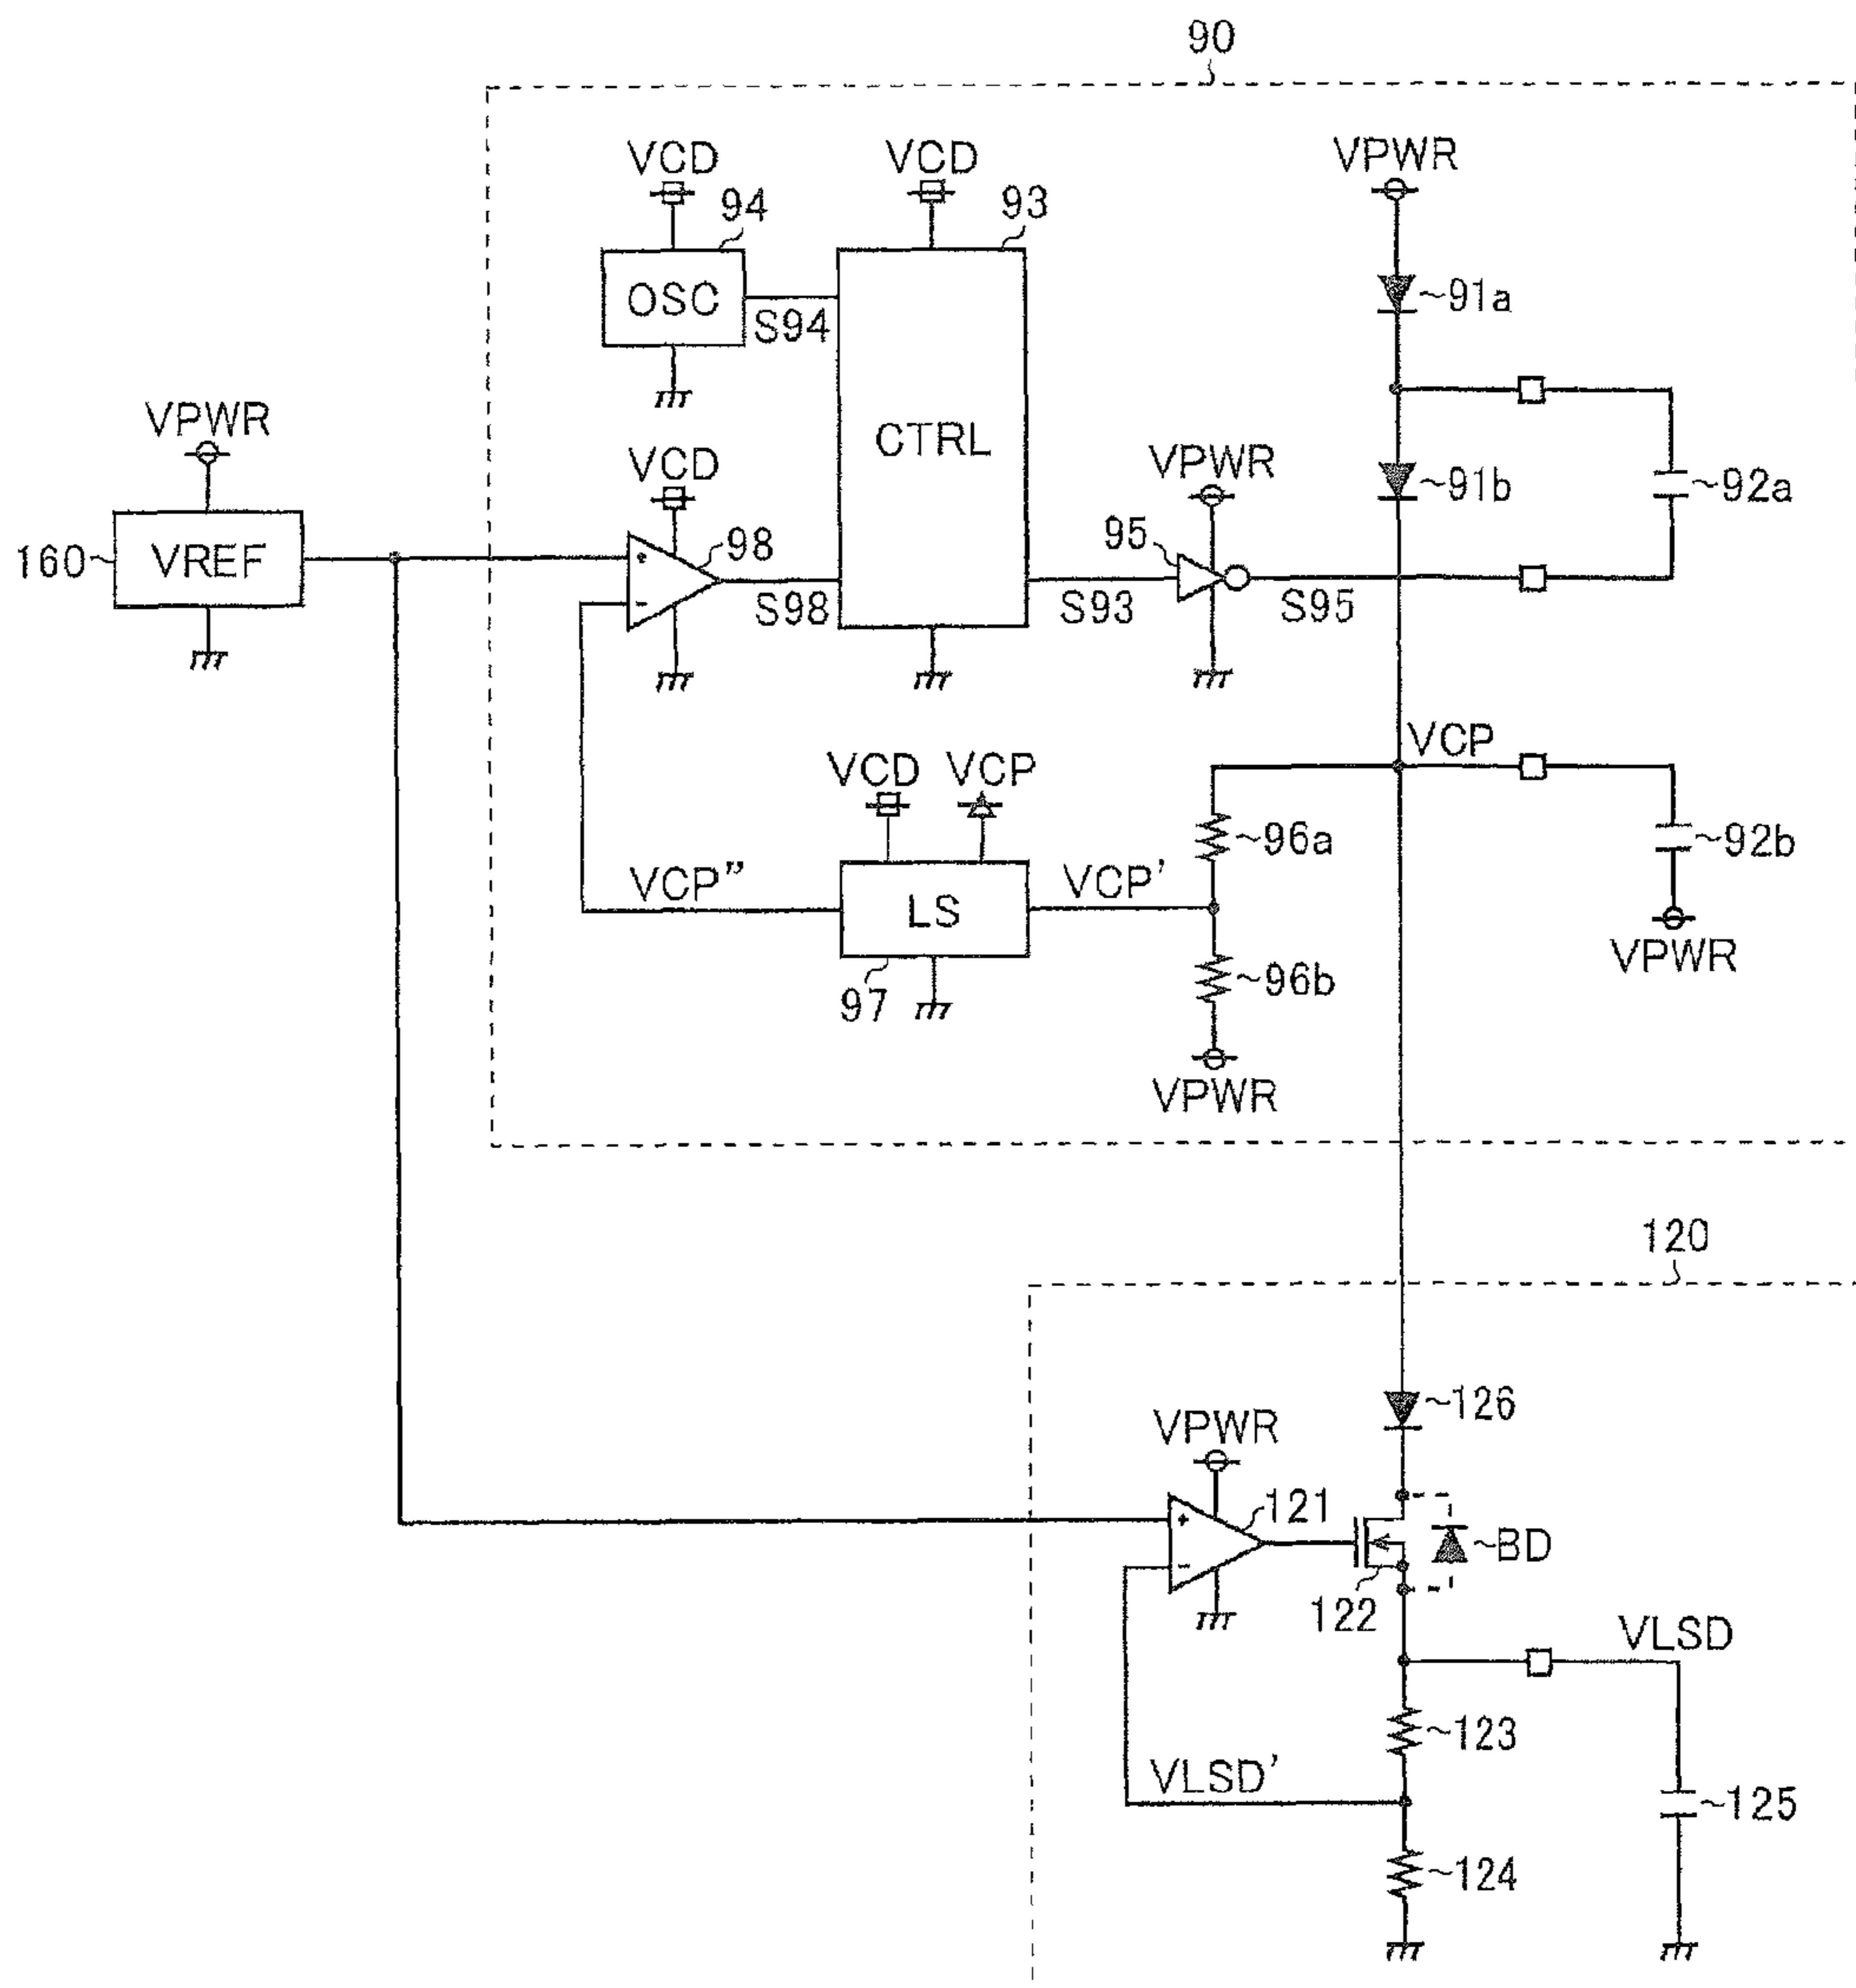 90
VCD
VCD
VPWR
94
93
OSC
S94
91a
VPWR
CTRL
VCD
VPWR
91b
92a
160
VREF
98
95
+
-
S98
S93
S95
VCP
VCD
VCP
96a
92b
VCP"
LS
VCP'
97
96b
VPWR
VPWR
120
126
VPWR
121
+
-
BD
122
VLSD
123
VLSD'
125
124